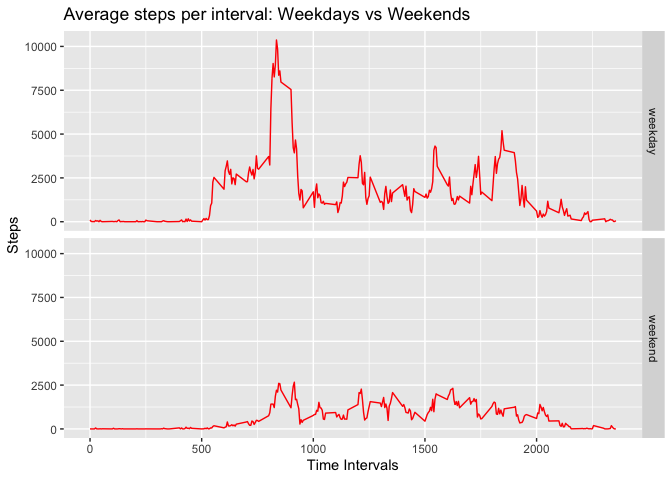 Average steps per interval: Weekdays vs Weekends
10000
7500
5000
2500
0
weekday
Steps
10000
7500
5000
2500
0
weekend
0 500 1000 1500 2000
Time Intervals